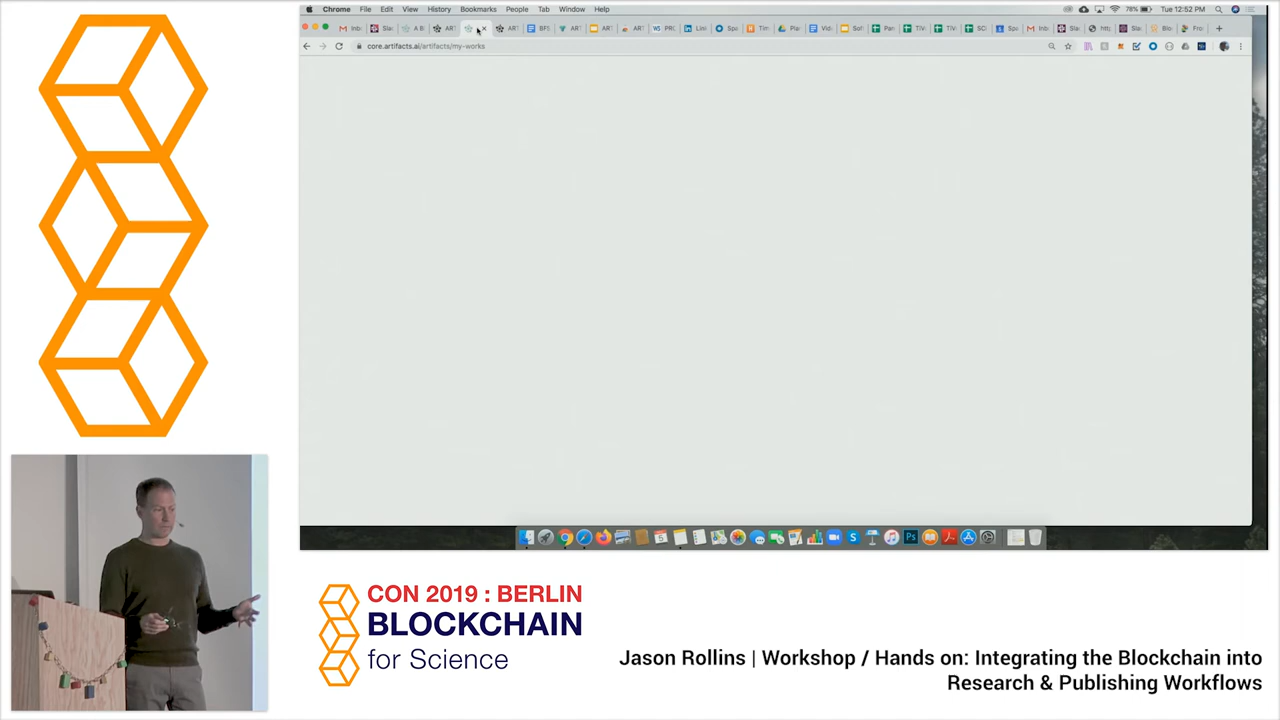 Chrome File Edit View History Bookmarks People Tab Window Help
78% Tue 12:52 PM
core.artifacts.ai/artifacts/my-works
CON 2019 : BERLIN
BLOCKCHAIN
for Science
Jason Rollins | Workshop / Hands on: Integrating the Blockchain into
Research & Publishing Workflows